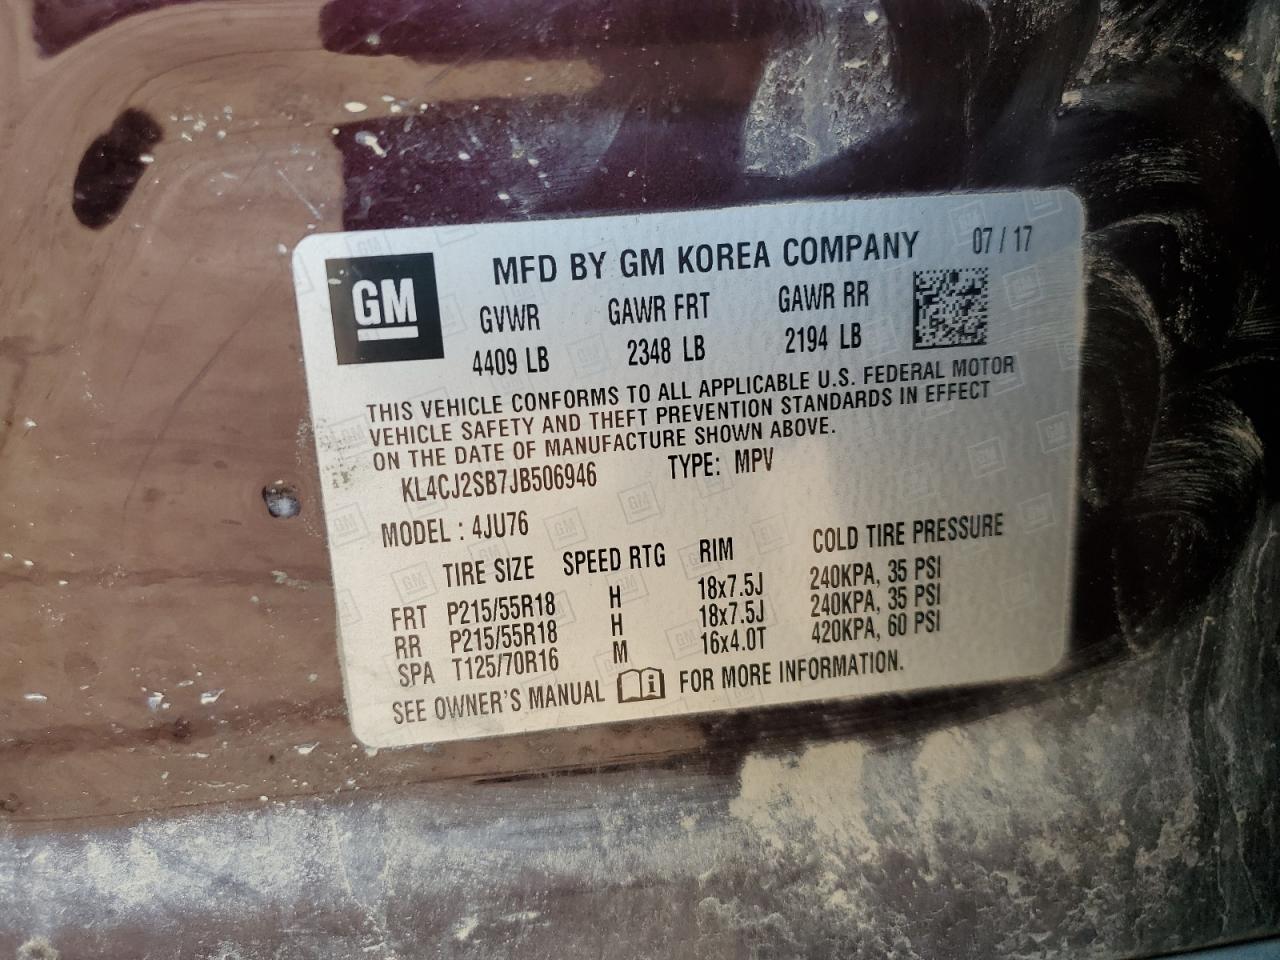 GM
MFD BY GM KOREA COMPANY 07 / 17
GVWR GAWR FRT GAWR RR
4409 LB 2348 LB 2194 LB
THIS VEHICLE CONFORMS TO ALL APPLICABLE U.S. FEDERAL MOTOR
VEHICLE SAFETY AND THEFT PREVENTION STANDARDS IN EFFECT
ON THE DATE OF MANUFACTURE SHOWN ABOVE.
KL4CJ2SB7JB506946 TYPE: MPV
MODEL : 4JU76
TIRE SIZE SPEED RTG RIM COLD TIRE PRESSURE
FRT P215/55R18 H 18x7.5J 240KPA, 35 PSI
RR P215/55R18 H 18x7.5J 240KPA, 35 PSI
SPA T125/70R16 M 16x4.0T 420KPA, 60 PSI
SEE OWNER'S MANUAL i FOR MORE INFORMATION.